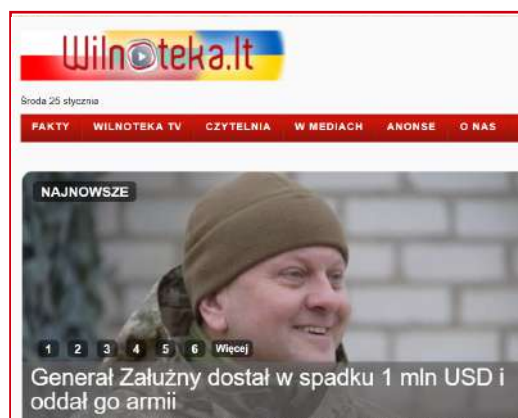 Wilnoteka.lt
Środa 25 stycznia
FAKTY WILNOTEKA TV CZYTELNIA W MEDIACH ANONSE O NAS
NAJNOWSZE
1 2 3 4 5 6 Więcej
Generał Załużny dostał w spadku 1 mln USD i
oddał go armii